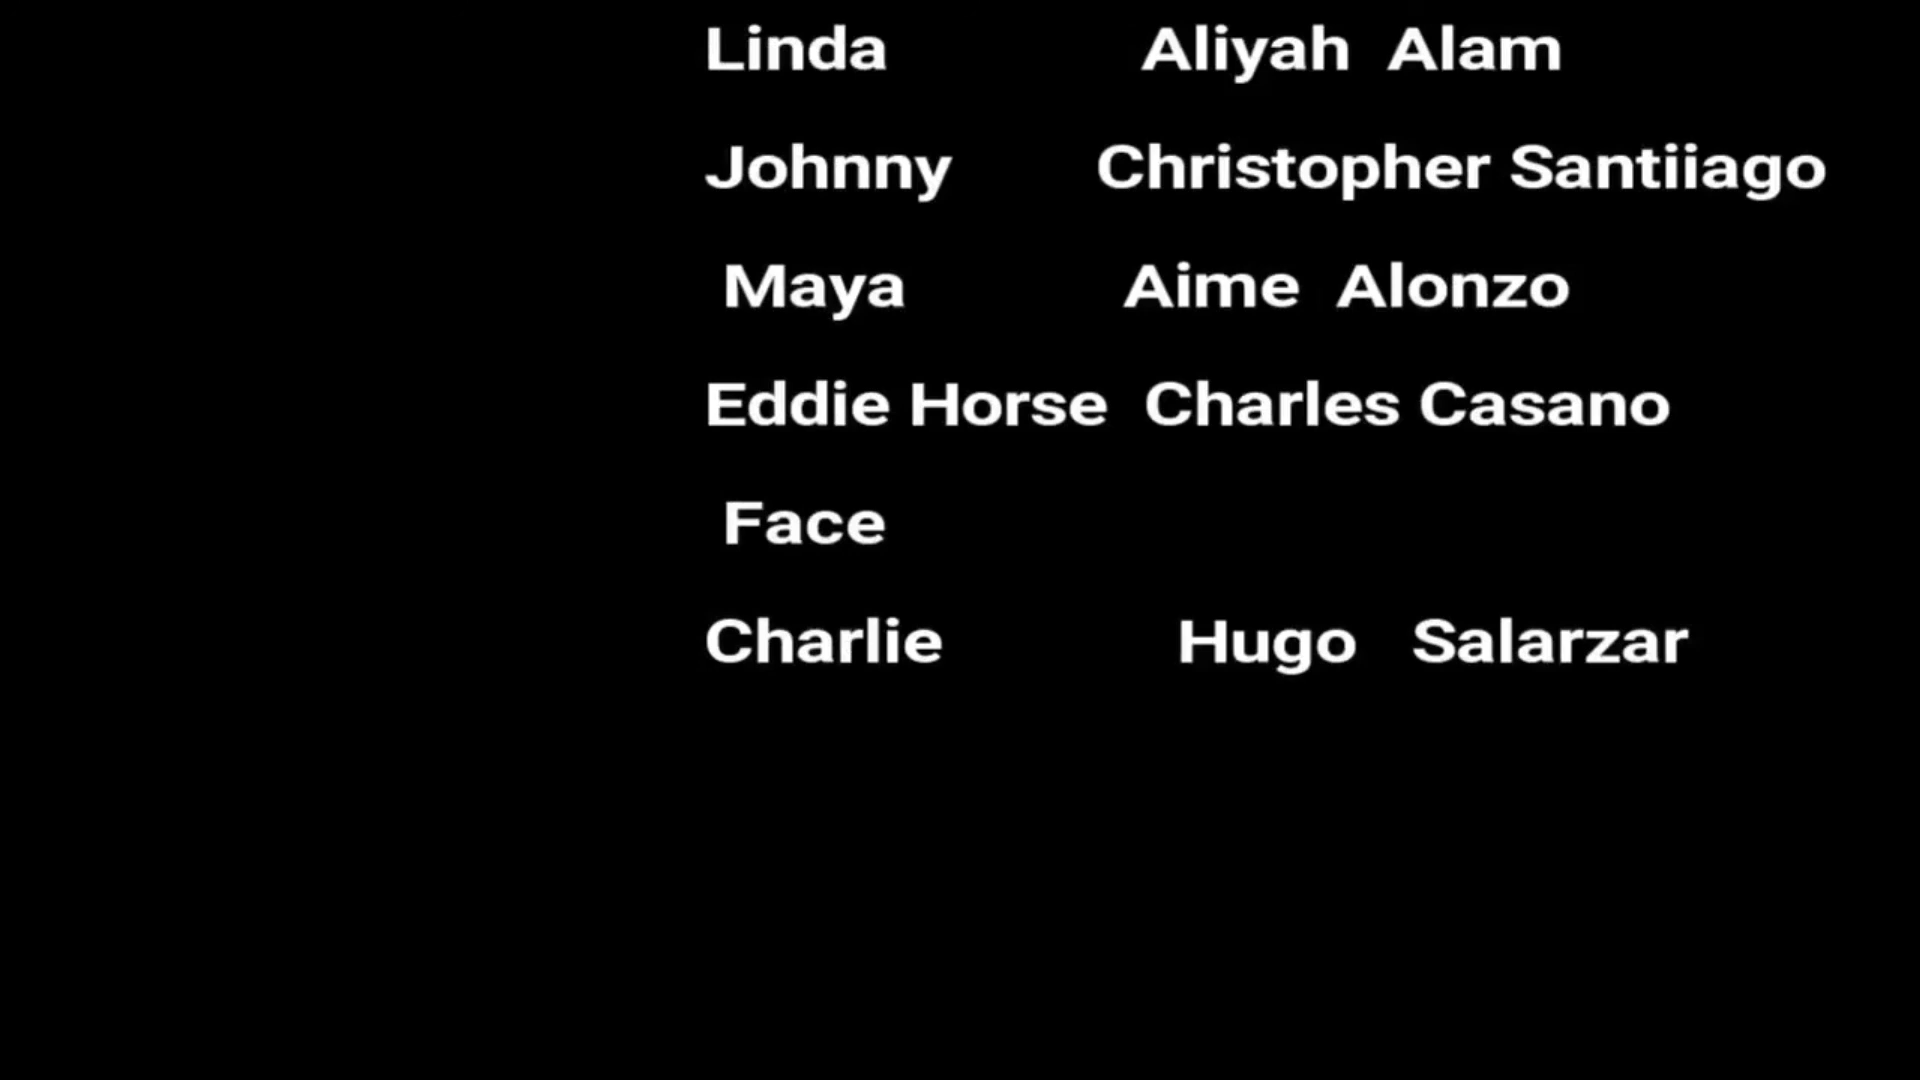 Linda Aliyah Alam
Johnny Christopher Santiiago
Maya Aime Alonzo
Eddie Horse Charles Casano
Face
Charlie Hugo Salarzar